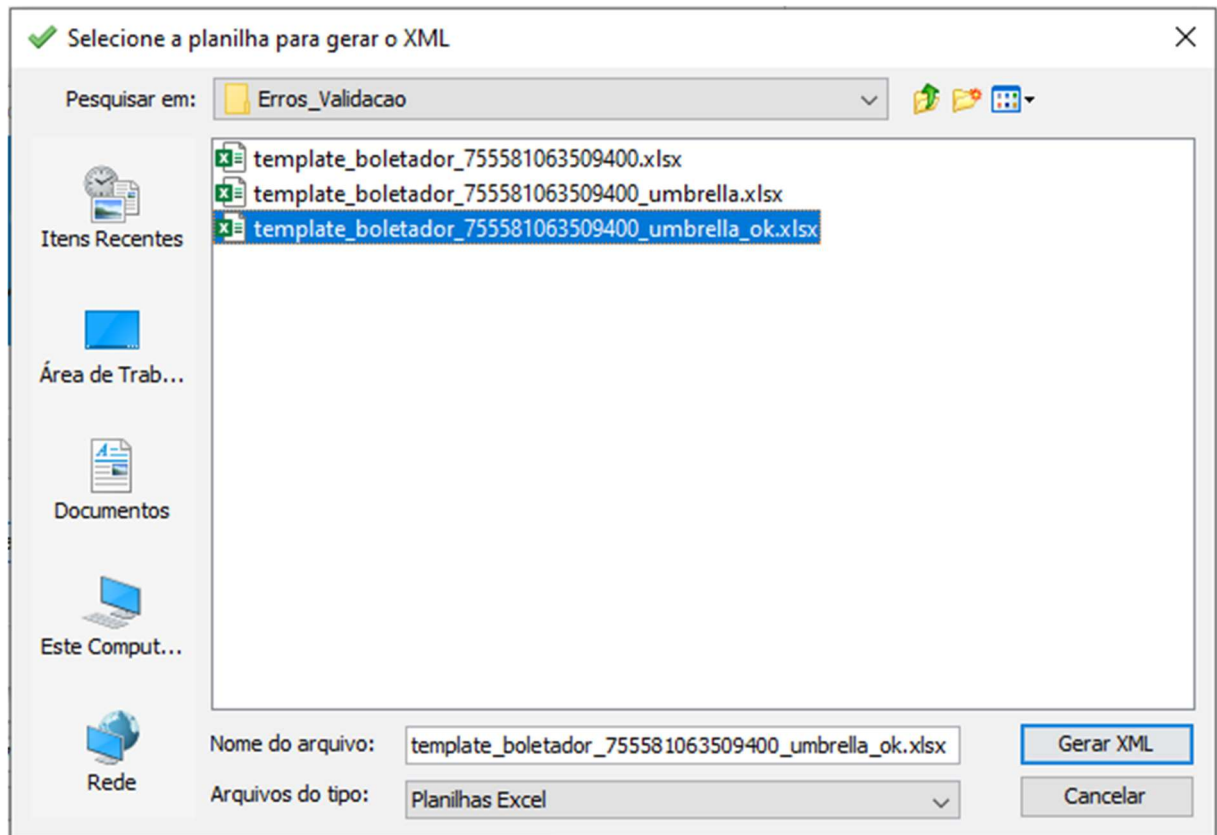 Selecione a planilha para gerar o XML
Pesquisar em:
Erros_Validacao
template_boletador_755581063509400.xlsx
template_boletador_755581063509400_umbrella.xlsx
template_boletador_755581063509400_umbrella_ok.xlsx
Itens Recentes
Área de Trab...
Documentos
Este Comput...
Rede
Nome do arquivo:
template_boletador_755581063509400_umbrella_ok.xlsx
Gerar XML
Arquivos do tipo:
Planilhas Excel
Cancelar